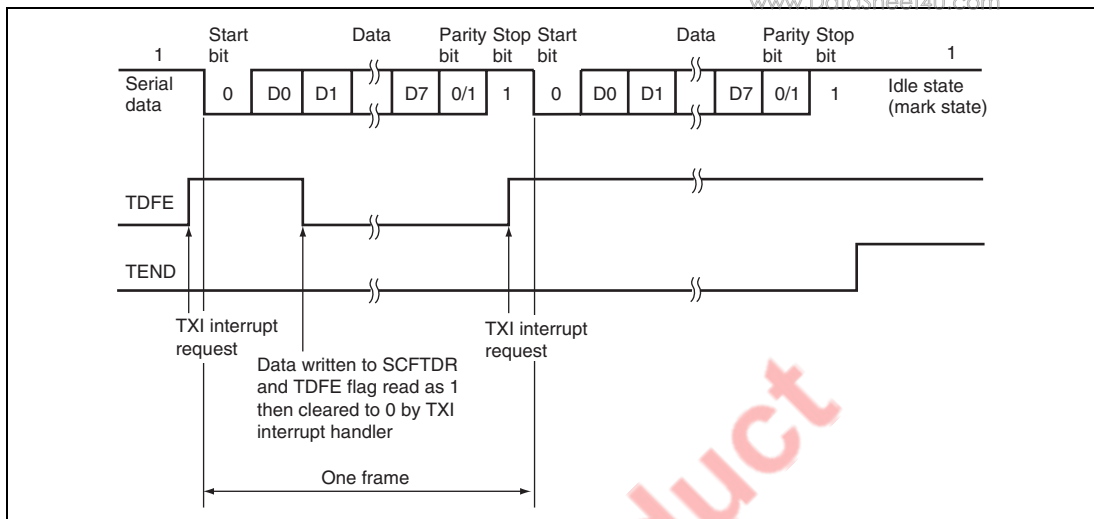 www.DataSheet4U.com
Start bit
Data
Parity bit
Stop bit
Start bit
Data
Parity bit
Stop bit
1
1
Serial data
0
D0
D1
D7
0/1
1
0
D0
D1
D7
0/1
1
Idle state (mark state)
TDFE
TEND
TXI interrupt request
Data written to SCFTDR
and TDFE flag read as 1
then cleared to 0 by TXI
interrupt handler
TXI interrupt request
One frame